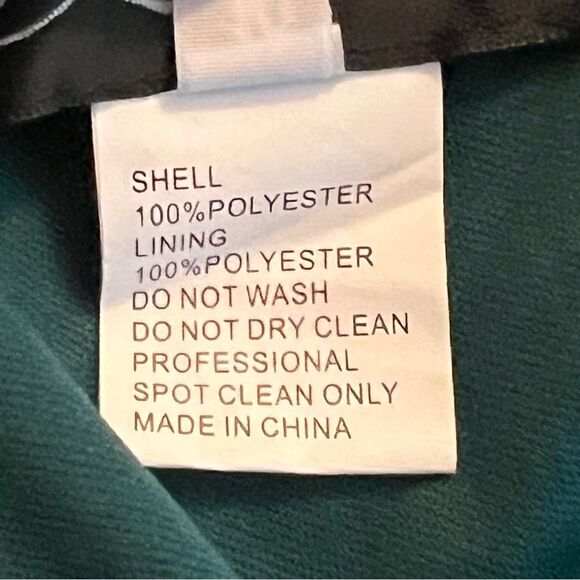 SHELL
100%POLYESTER
LINING
100%POLYESTER
DO NOT WASH
DO NOT DRY CLEAN
PROFESSIONAL
SPOT CLEAN ONLY
MADE IN CHINA